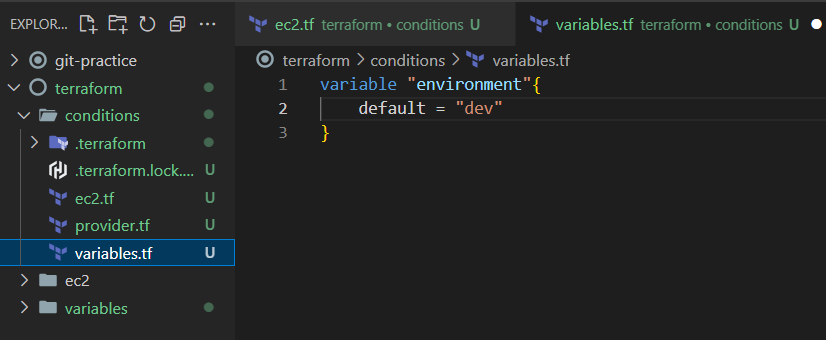 EXPLOR...
git-practice
terraform
conditions
.terraform
.terraform.lock.... U
ec2.tf U
provider.tf U
variables.tf U
ec2
variables
ec2.tf terraform • conditions U
variables.tf terraform • conditions U
terraform > conditions > variables.tf
1 variable "environment"{
2 default = "dev"
3 }